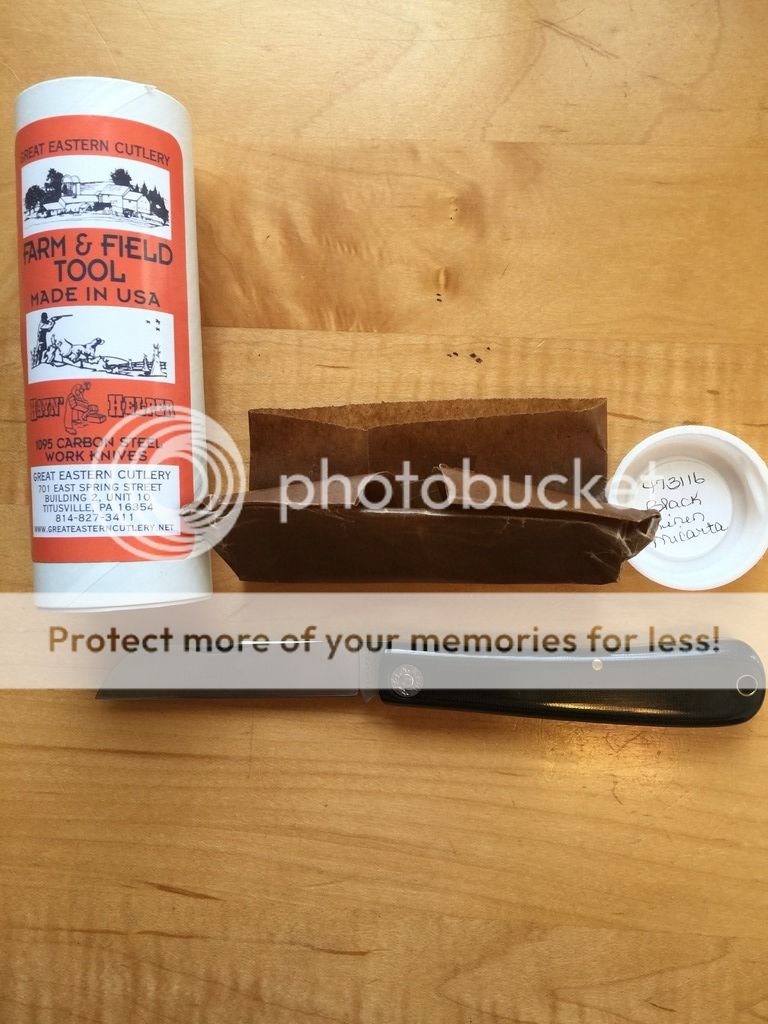 GREAT EASTERN CUTLERY
FARM & FIELD
TOOL
MADE IN USA
HAYN' HELPER
1095 CARBON STEEL
WORK KNIVES
GREAT EASTERN CUTLERY
701 EAST SPRING STREET
BUILDING 2, UNIT 10
TITUSVILLE, PA 16354
814-827-3411
WWW.GREATEASTERNCUTLERY.NET
photobucket
473116
Black
Linen
Micarta
Protect more of your memories for less!